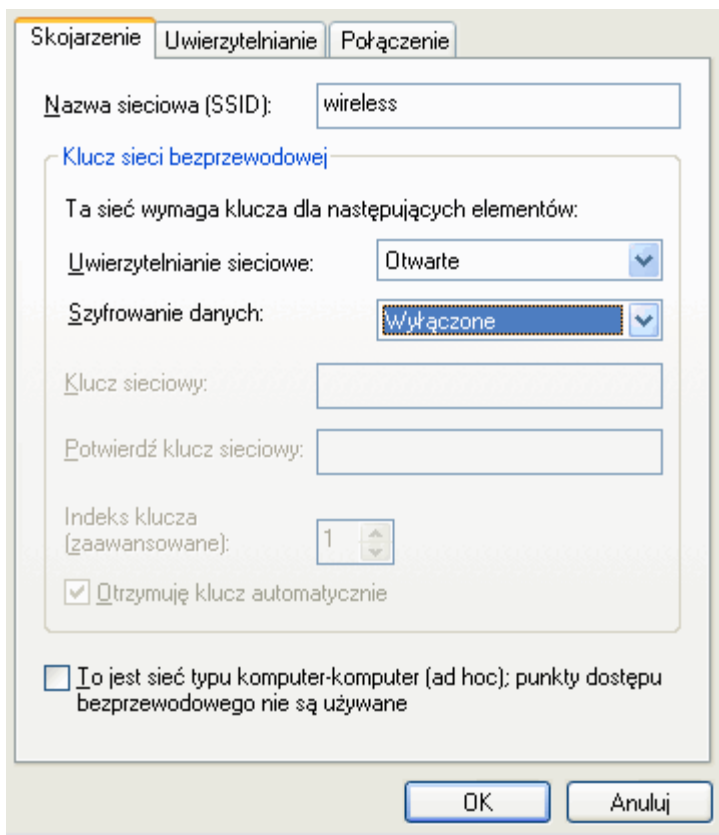 Skojarzenie Uwierzytelnianie Połączenie
Nazwa sieciowa (SSID): wireless
Klucz sieci bezprzewodowej
Ta sieć wymaga klucza dla następujących elementów:
Uwierzytelnianie sieciowe: Otwarte
Szyfrowanie danych: Wyłączone
Klucz sieciowy:
Potwierdź klucz sieciowy:
Indeks klucza
(zaawansowane): 1
Otrzymuję klucz automatycznie
To jest sieć typu komputer-komputer (ad hoc); punkty dostępu
bezprzewodowego nie są używane
OK Anuluj